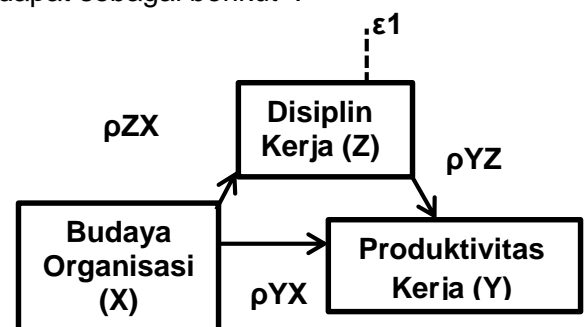 dapat sebagai berikut :
ε1
Disiplin
Kerja (Z)
ρZX
ρYZ
Budaya
Organisasi
(X)
Produktivitas
Kerja (Y)
ρYX